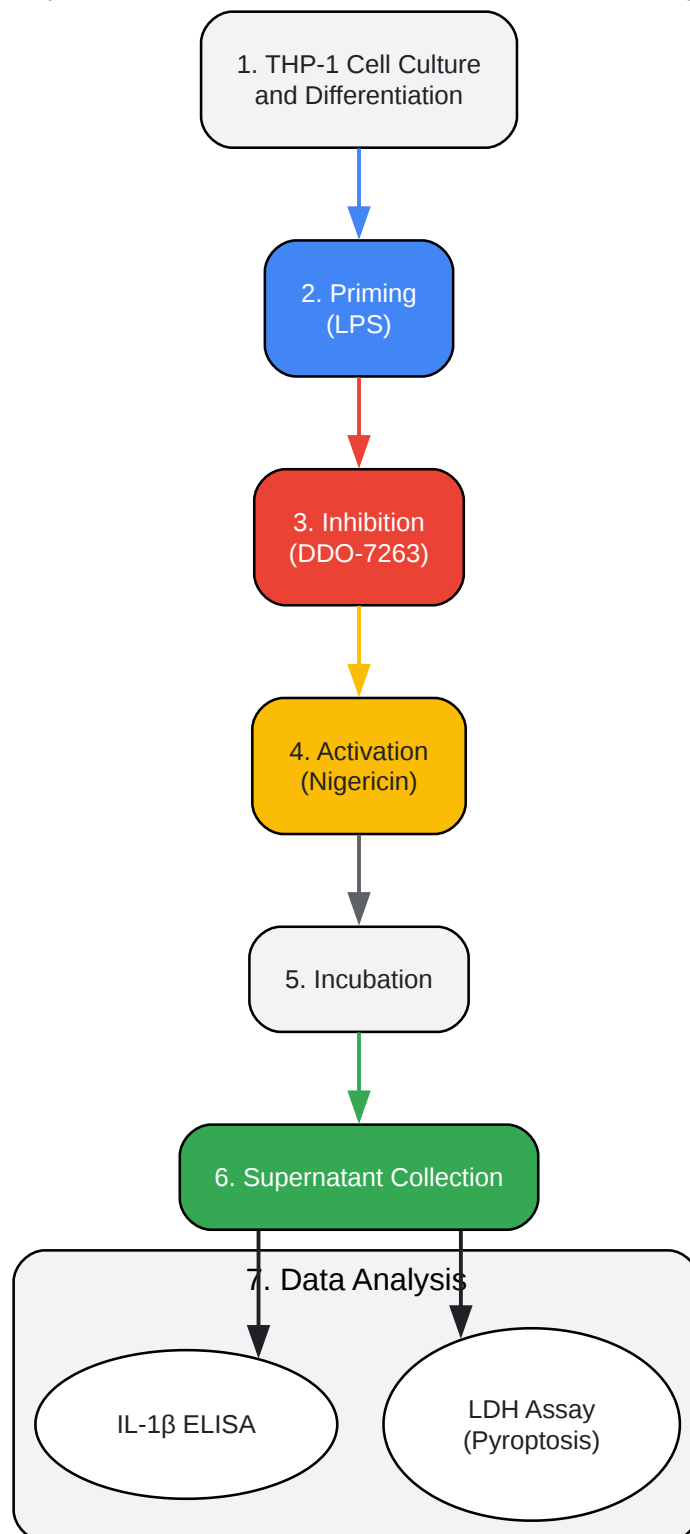 1. THP-1 Cell Culture
and Differentiation
2. Priming
(LPS)
3. Inhibition
(DDO-7263)
4. Activation
(Nigericin)
5. Incubation
6. Supernatant Collection
7. Data Analysis
IL-1β ELISA
LDH Assay
(Pyroptosis)